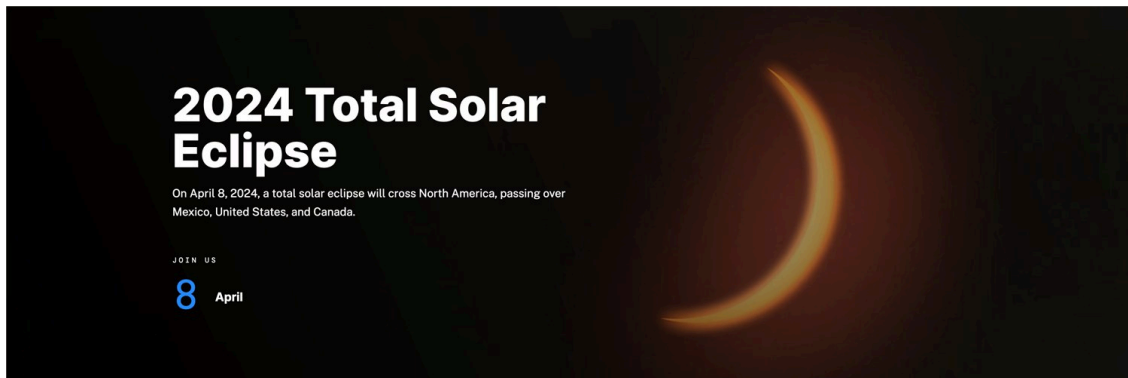 2024 Total Solar
Eclipse
On April 8, 2024, a total solar eclipse will cross North America, passing over
Mexico, United States, and Canada.
JOIN US
8
April